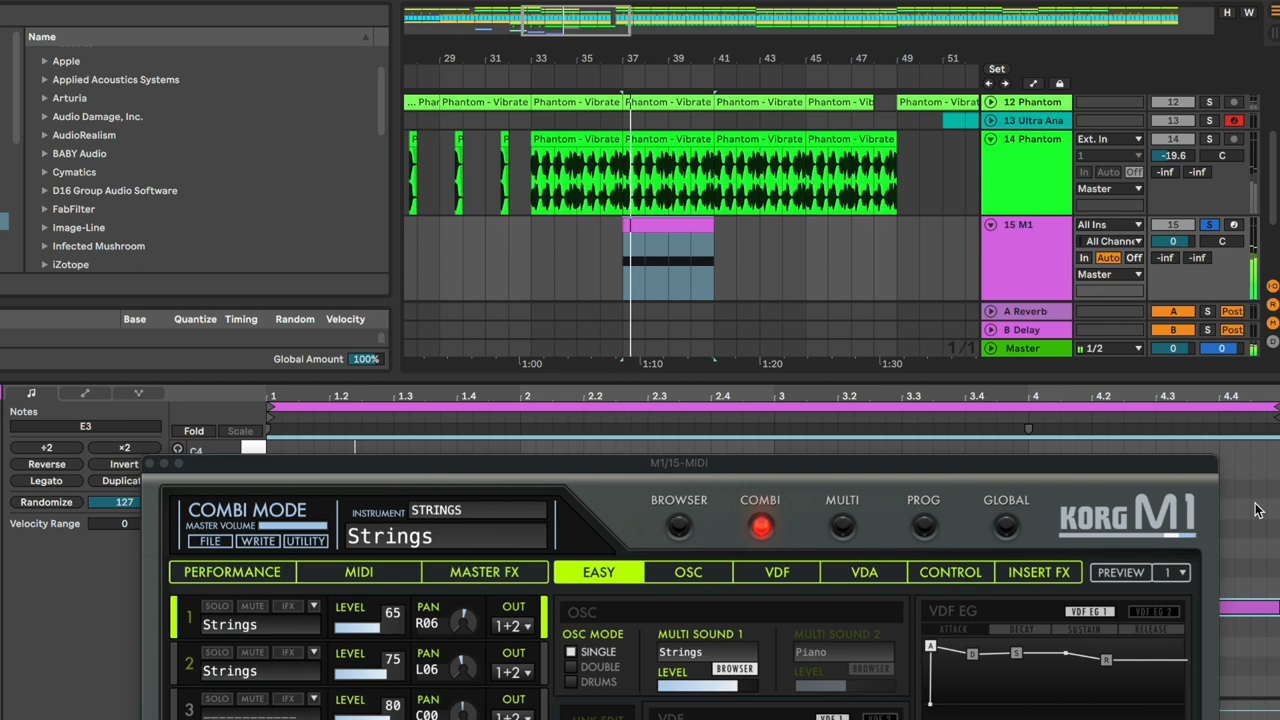 H W
Name
Apple
Applied Acoustics Systems
Arturia
Audio Damage, Inc.
AudioRealism
BABY Audio
Cymatics
D16 Group Audio Software
FabFilter
Image-Line
Infected Mushroom
iZotope
Base Quantize Timing Random Velocity
Global Amount 100%
29 31 33 35 37 39 41 43 45 47 49 51
Set
... Phar Phantom - Vibrate Phantom - Vibrate Phantom - Vibrate Phantom - Vibrate Phantom - Vib Phantom - Vibrat
12 Phantom 12 S
13 Ultra Ana 13 S
Phantom - Vibrate Phantom - Vibrate Phantom - Vibrate Phantom - Vibrate
14 Phantom Ext. In 14 S
1 -19.6 C
In Auto Off -inf -inf
Master
15 M1 All Ins 15 S
All Channe 0 C
In Auto Off -inf -inf
Master
A Reverb A S Post
B Delay B S Post
1/1 Master 1/2 0 0
1:00 1:10 1:20 1:30
1 1.2 1.3 1.4 2 2.2 2.3 2.4 3 3.2 3.3 3.4 4 4.2 4.3 4.4
Notes
E3
Fold Scale
÷2 ×2
C4
Reverse Invert
Legato Duplicat
Randomize 127
Velocity Range 0
M1/15-MIDI
COMBI MODE
MASTER VOLUME
FILE WRITE UTILITY
INSTRUMENT STRINGS
Strings
BROWSER COMBI MULTI PROG GLOBAL
KORG M1
PERFORMANCE MIDI MASTER FX EASY OSC VDF VDA CONTROL INSERT FX PREVIEW 1
1 SOLO MUTE IFX LEVEL 65 PAN R06 OUT 1+2
Strings
2 SOLO MUTE IFX LEVEL 75 PAN L06 OUT 1+2
Strings
3 SOLO MUTE IFX LEVEL 80 PAN C00 OUT 1+2
OSC
OSC MODE
SINGLE
DOUBLE
DRUMS
MULTI SOUND 1
Strings
LEVEL BROWSER
MULTI SOUND 2
Piano
LEVEL BROWSER
VDF EG VDF EG 1 VDF EG 2
ATTACK DECAY SUSTAIN RELEASE
A D S R
LINK EDIT
VDF VDF 1 VDF 2